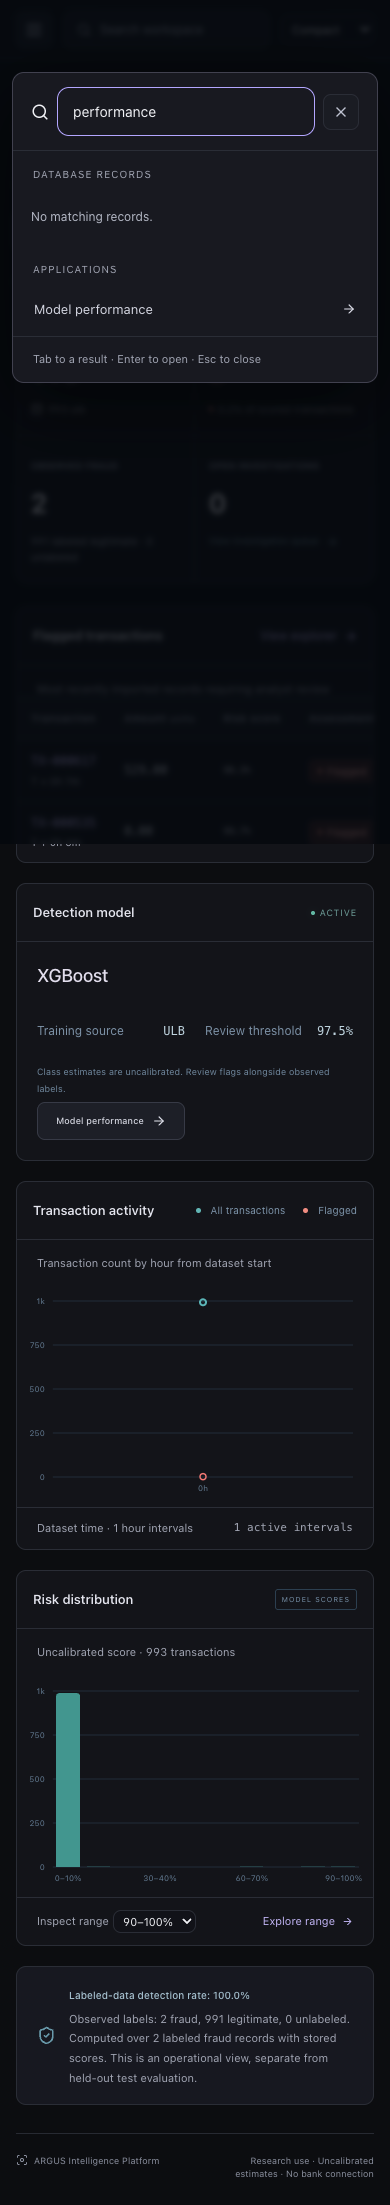 performance
DATABASE RECORDS
No matching records.
APPLICATIONS
Model performance
Tab to a result · Enter to open · Esc to close
2
0
Flagged transactions
Detection model
ACTIVE
XGBoost
Training source ULB Review threshold 97.5%
Class estimates are uncalibrated. Review flags alongside observed
labels.
Model performance
Transaction activity
All transactions
Flagged
Transaction count by hour from dataset start
1k
750
500
250
0
0h
Dataset time · 1 hour intervals
1 active intervals
Risk distribution
MODEL SCORES
Uncalibrated score · 993 transactions
1k
750
500
250
0
0–10% 30–40% 60–70% 90–100%
Inspect range 90–100% Explore range
Labeled-data detection rate: 100.0%
Observed labels: 2 fraud, 991 legitimate, 0 unlabeled.
Computed over 2 labeled fraud records with stored
scores. This is an operational view, separate from
held-out test evaluation.
ARGUS Intelligence Platform
Research use · Uncalibrated
estimates · No bank connection